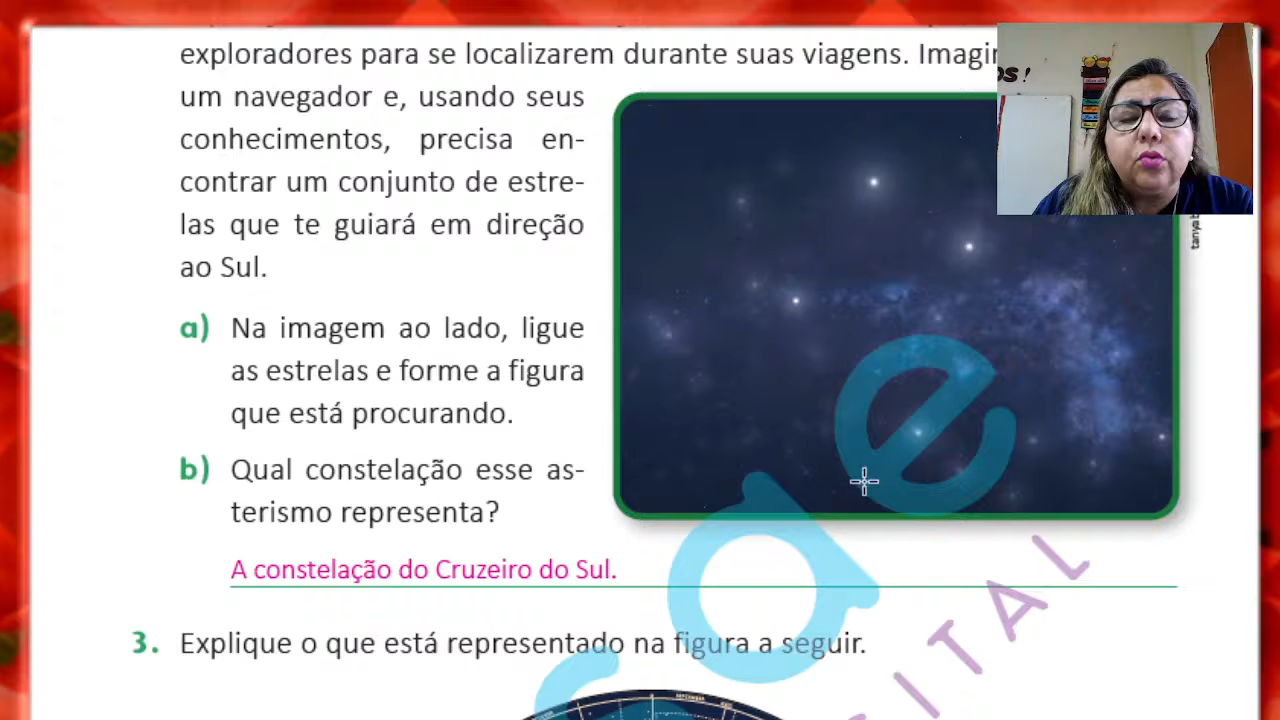 exploradores para se localizarem durante suas viagens.
um navegador e, usando seus
conhecimentos, precisa en-
contrar um conjunto de estre-
las que te guiará em direção
ao Sul.
a) Na imagem ao lado, ligue
as estrelas e forme a figura
que está procurando.
b) Qual constelação esse as-
terismo representa?
A constelação do Cruzeiro do Sul.
3. Explique o que está representado na figura a seguir.